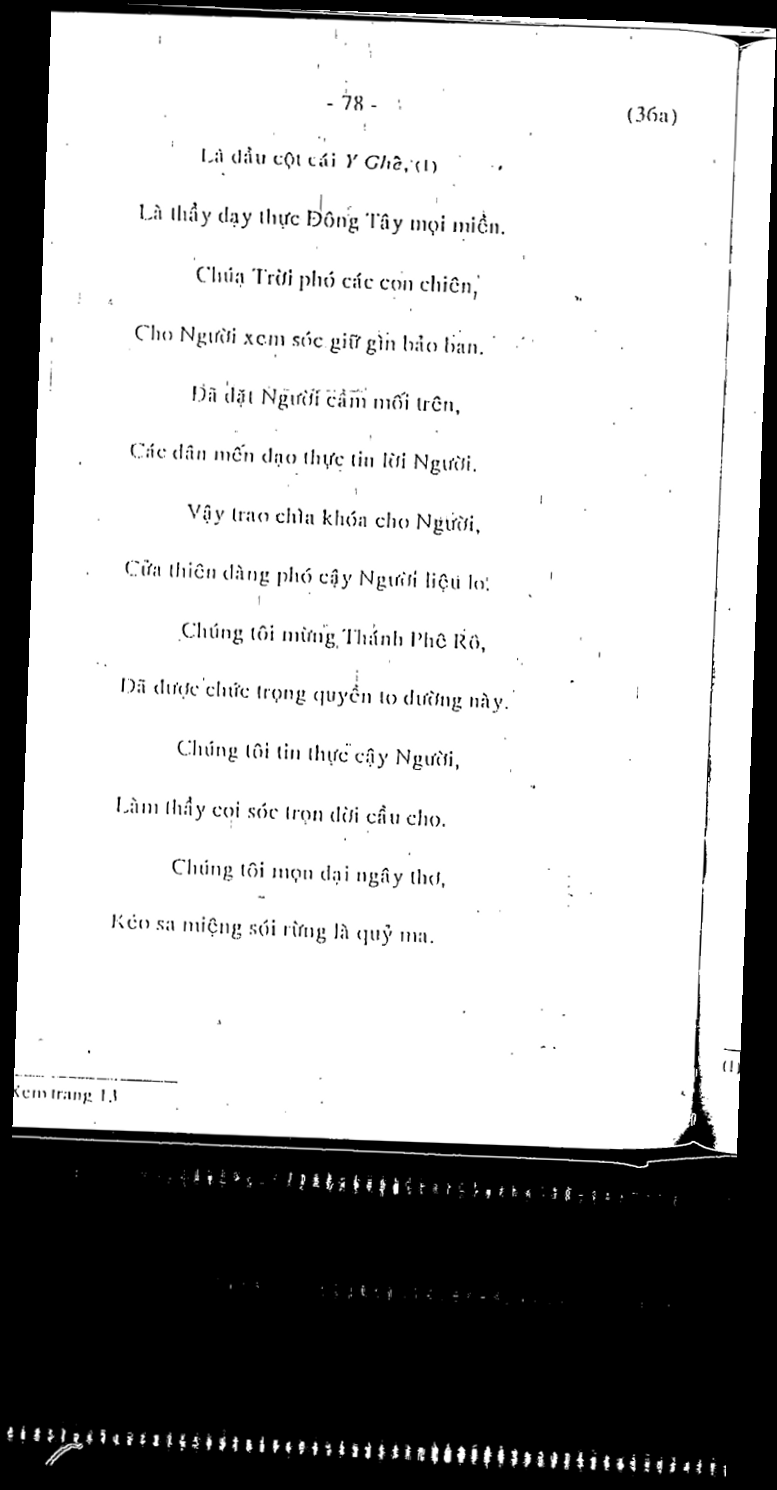 - 78 -
(36a)
Là đầu cột cái Y Ghê, (1)
Là thầy dạy thực Đông Tây mọi miền.
Chúa Trời phó các con chiên,
Cho Người xem sóc giữ gìn bảo ban.
Đã đặt Người cầm mối trên,
Các dân mến đạo thực tin lời Người.
Vậy trao chìa khóa cho Người,
Cửa thiên đàng phó cậy Người liệu lo.
Chúng tôi mừng Thánh Phê Rô,
Đã được chức trọng quyền to dường này.
Chúng tôi tin thực cậy Người,
Làm thầy coi sóc trọn đời cầu cho.
Chúng tôi mọn dại ngây thơ,
Kẻo sa miệng sói rừng là quỷ ma.
Xem trang 13
(1)